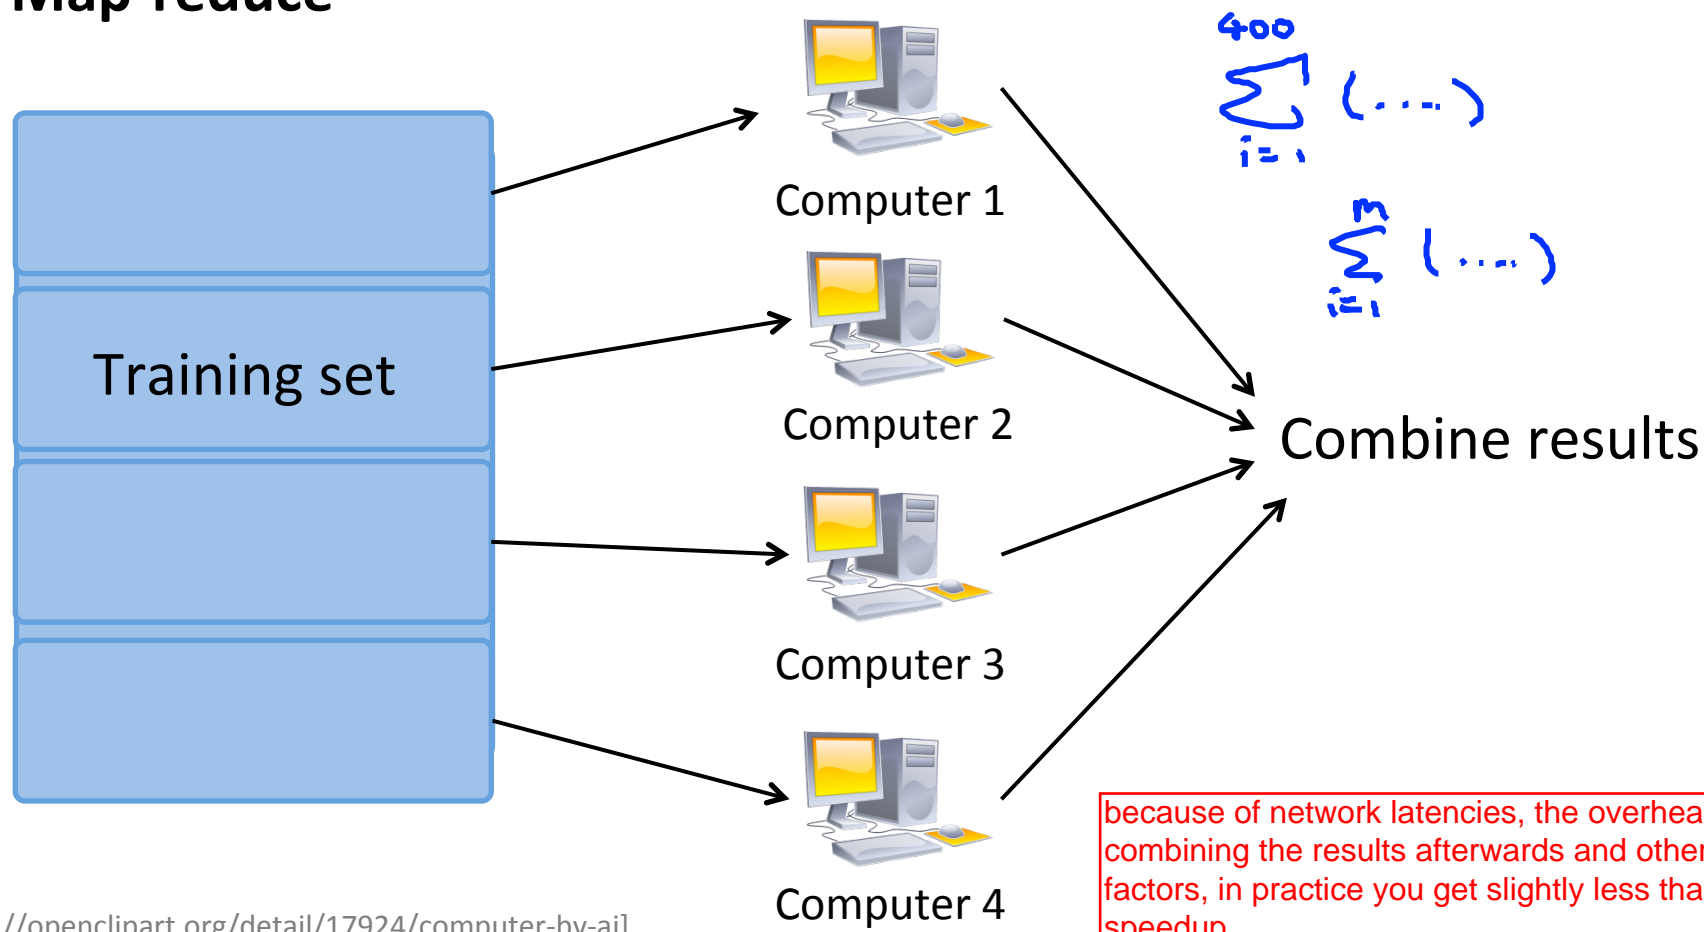 Map reduce
400
∑ (....)
i=1
m
∑ (....)
i=1
Computer 1
Training set
Computer 2
Combine results
Computer 3
because of network latencies, the overhea
combining the results afterwards and other
factors, in practice you get slightly less tha
speedup
Computer 4
//openclipart.org/detail/17924/computer-by-aj]